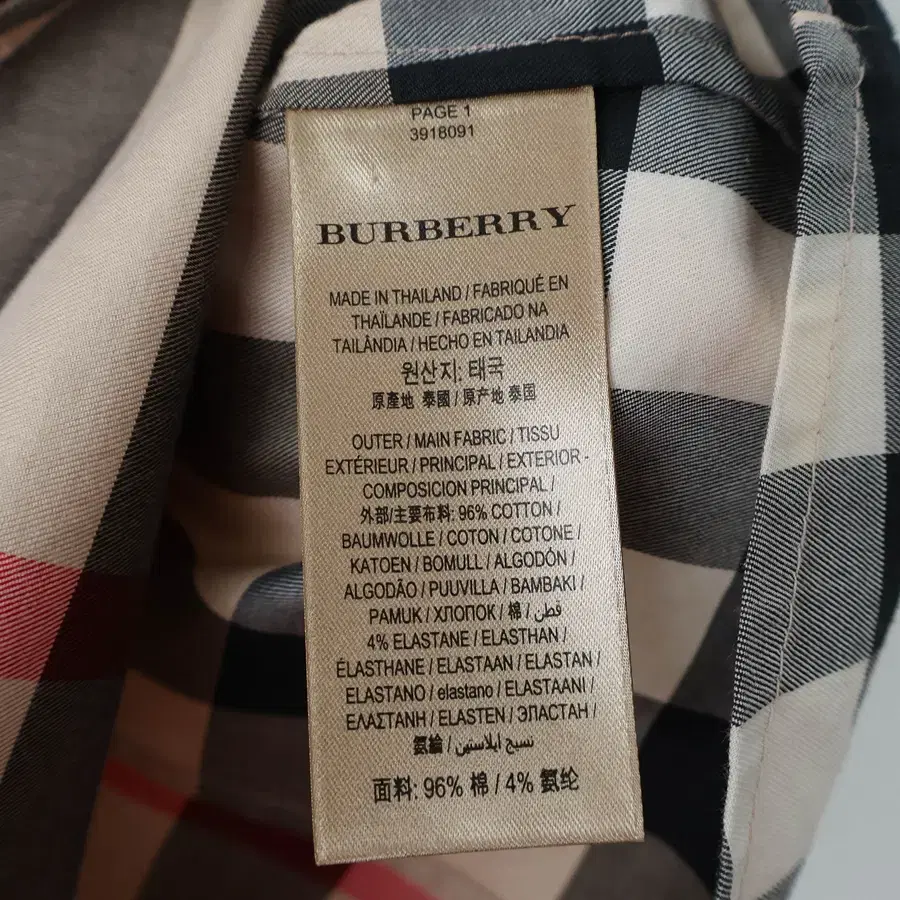 PAGE 1
3918091
BURBERRY
MADE IN THAILAND / FABRIQUÉ EN
THAÏLANDE / FABRICADO NA
TAILÂNDIA / HECHO EN TAILANDIA
원산지: 태국
原產地 泰國 / 原产地 泰国
OUTER / MAIN FABRIC / TISSU
EXTÉRIEUR / PRINCIPAL / EXTERIOR -
COMPOSICION PRINCIPAL /
外部/主要布料: 96% COTTON /
BAUMWOLLE / COTON / COTONE /
KATOEN / BOMULL / ALGODÓN /
ALGODÃO / PUUVILLA / BAMBAKI /
PAMUK / ХЛОПОК / 棉 / قطن /
4% ELASTANE / ELASTHAN /
ÉLASTHANE / ELASTAAN / ELASTAN /
ELASTANO / elastano / ELASTAANI /
ΕΛΑΣΤΑΝΗ / ELASTEN / ЭЛАСТАН /
氨綸 / نسيج ايلاستين /
面料: 96% 棉 / 4% 氨纶